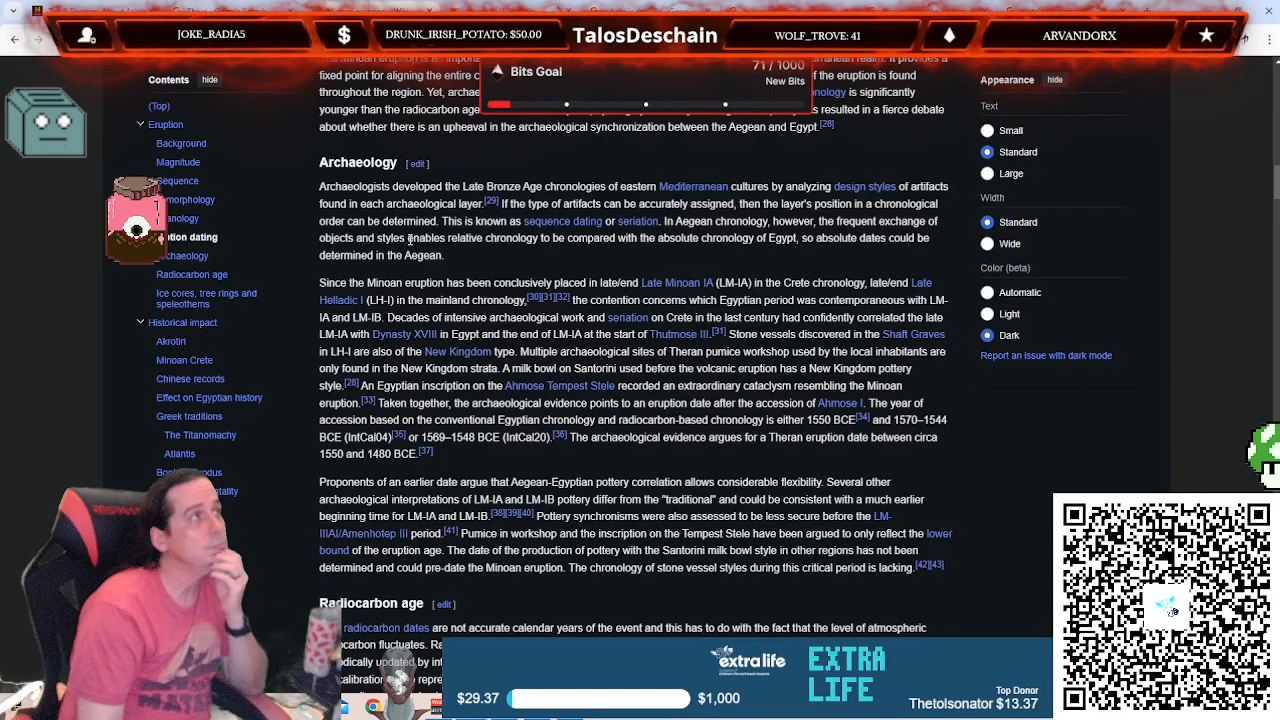 JOKE_RADIA5
DRUNK_IRISH_POTATO: $50.00
TalosDeschain
WOLF_TROVE: 41
ARVANDORX
Bits Goal
71 / 1000
New Bits
Contents hide
(Top)
Eruption
Background
Magnitude
Sequence
Radiocarbon age
Ice cores, tree rings and
speleothems
Historical impact
Akrotiri
Minoan Crete
Chinese records
Effect on Egyptian history
Greek traditions
The Titanomachy
Atlantis
fixed point for aligning the entire
of the eruption is found
throughout the region. Yet,
is significantly
younger than the radiocarbon age
resulted in a fierce debate
about whether there is an upheaval in the archaeological synchronization between the Aegean and Egypt.[28]
Archaeology [ edit ]
Archaeologists developed the Late Bronze Age chronologies of eastern Mediterranean cultures by analyzing design styles of artifacts
found in each archaeological layer.[29] If the type of artifacts can be accurately assigned, then the layer's position in a chronological
order can be determined. This is known as sequence dating or seriation. In Aegean chronology, however, the frequent exchange of
objects and styles enables relative chronology to be compared with the absolute chronology of Egypt, so absolute dates could be
determined in the Aegean.
Since the Minoan eruption has been conclusively placed in late/end Late Minoan IA (LM-IA) in the Crete chronology, late/end Late
Helladic I (LH-I) in the mainland chronology,[30][31][32] the contention concerns which Egyptian period was contemporaneous with LM-
IA and LM-IB. Decades of intensive archaeological work and seriation on Crete in the last century had confidently correlated the late
LM-IA with Dynasty XVIII in Egypt and the end of LM-IA at the start of Thutmose III.[31] Stone vessels discovered in the Shaft Graves
in LH-I are also of the New Kingdom type. Multiple archaeological sites of Theran pumice workshop used by the local inhabitants are
only found in the New Kingdom strata. A milk bowl on Santorini used before the volcanic eruption has a New Kingdom pottery
style.[28] An Egyptian inscription on the Ahmose Tempest Stele recorded an extraordinary cataclysm resembling the Minoan
eruption.[33] Taken together, the archaeological evidence points to an eruption date after the accession of Ahmose I. The year of
accession based on the conventional Egyptian chronology and radiocarbon-based chronology is either 1550 BCE[34] and 1570–1544
BCE (IntCal04)[35] or 1569–1548 BCE (IntCal20).[36] The archaeological evidence argues for a Theran eruption date between circa
1550 and 1480 BCE.[37]
Proponents of an earlier date argue that Aegean-Egyptian pottery correlation allows considerable flexibility. Several other
archaeological interpretations of LM-IA and LM-IB pottery differ from the "traditional" and could be consistent with a much earlier
beginning time for LM-IA and LM-IB.[38][39][40] Pottery synchronisms were also assessed to be less secure before the LM-
IIIAI/Amenhotep III period.[41] Pumice in workshop and the inscription on the Tempest Stele have been argued to only reflect the lower
bound of the eruption age. The date of the production of pottery with the Santorini milk bowl style in other regions has not been
determined and could pre-date the Minoan eruption. The chronology of stone vessel styles during this critical period is lacking.[42][43]
Radiocarbon age [ edit ]
radiocarbon dates are not accurate calendar years of the event and this has to do with the fact that the level of atmospheric
Appearance hide
Text
Small
Standard
Large
Width
Standard
Wide
Color (beta)
Automatic
Light
Dark
Report an issue with dark mode
extra life
EXTRA
LIFE
$29.37
$1,000
Top Donor
Thetolsonator $13.37